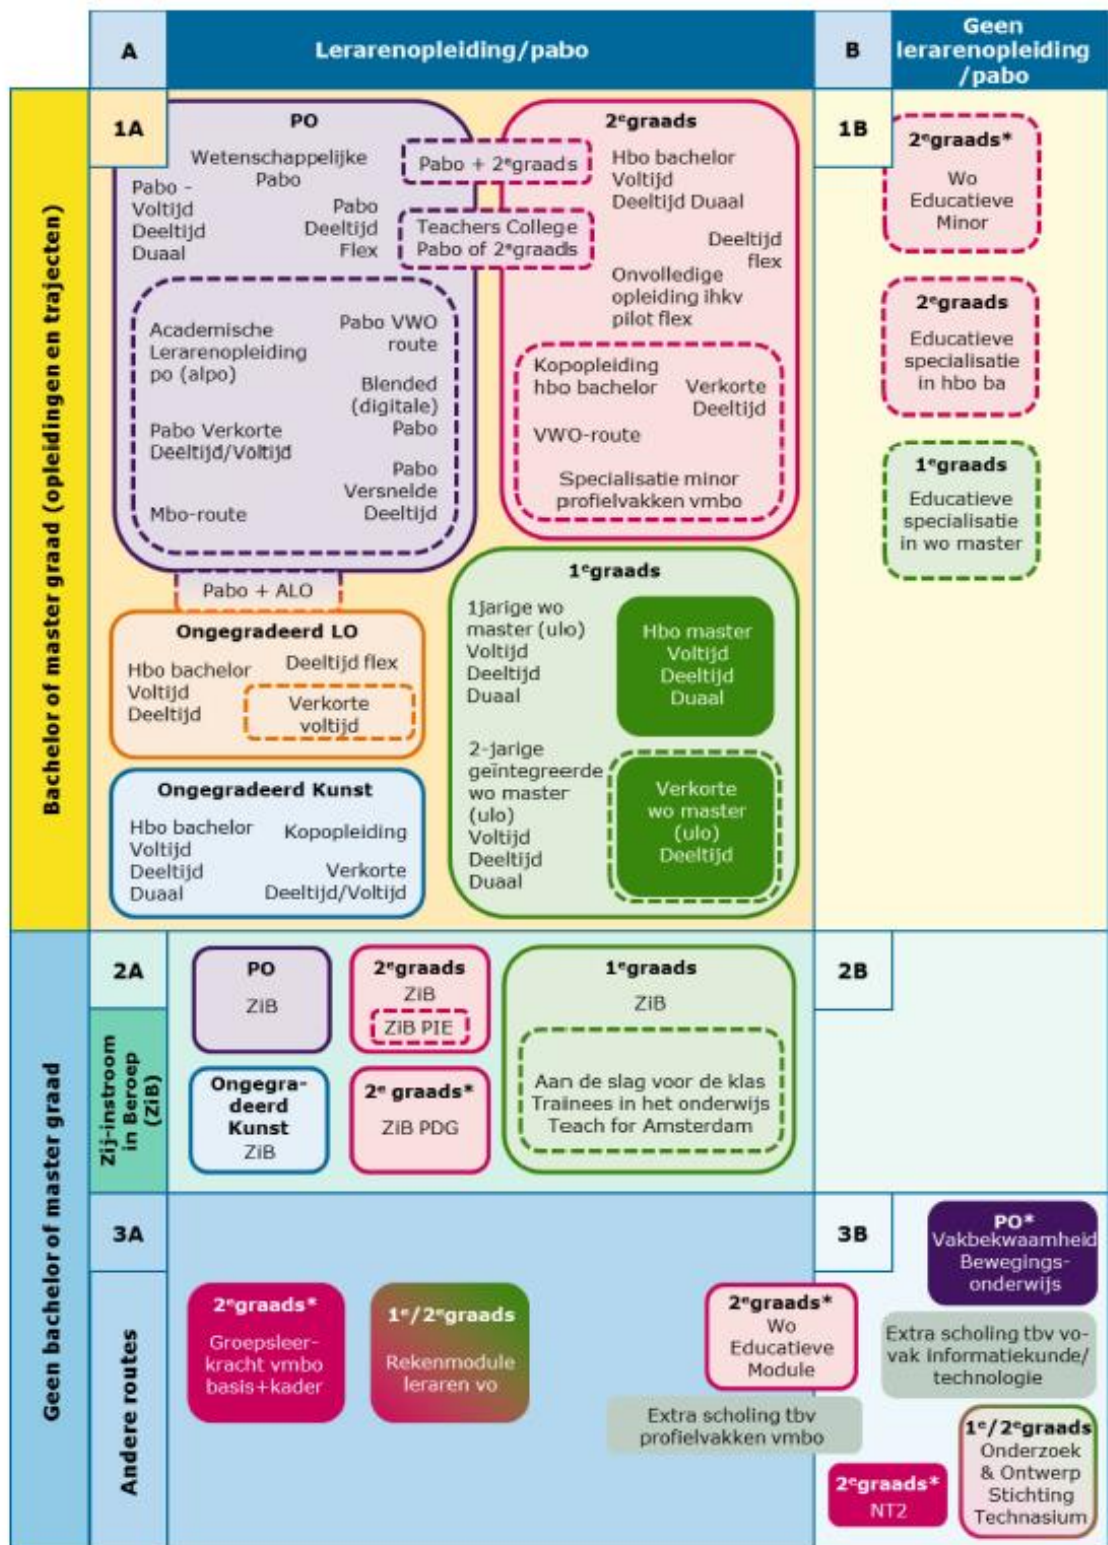 A
Lerarenopleiding/pabo
B
Geen
lerarenopleiding
/pabo
Bachelor of master graad (opleidingen en trajecten)
1A
PO
Wetenschappelijke
Pabo
Pabo -
Voltijd
Deeltijd
Duaal
Pabo
Deeltijd
Flex
Pabo + 2ᵉgraads
Teachers College
Pabo of 2ᵉgraads
Academische
Lerarenopleiding
po (alpo)
Pabo VWO
route
Blended
(digitale)
Pabo
Pabo Verkorte
Deeltijd/Voltijd
Pabo
Versnelde
Deeltijd
Mbo-route
2ᵉgraads
Hbo bachelor
Voltijd
Deeltijd Duaal
Deeltijd
flex
Onvolledige
opleiding ihkv
pilot flex
Kopopleiding
hbo bachelor
Verkorte
Deeltijd
VWO-route
Specialisatie minor
profielvakken vmbo
Pabo + ALO
Ongegradeerd LO
Hbo bachelor
Voltijd
Deeltijd
Deeltijd flex
Verkorte
voltijd
Ongegradeerd Kunst
Hbo bachelor
Voltijd
Deeltijd
Duaal
Kopopleiding
Verkorte
Deeltijd/Voltijd
1ᵉgraads
1jarige wo
master (ulo)
Voltijd
Deeltijd
Duaal
Hbo master
Voltijd
Deeltijd
Duaal
2-jarige
geïntegreerde
wo master
(ulo)
Voltijd
Deeltijd
Duaal
Verkorte
wo master
(ulo)
Deeltijd
1B
2ᵉgraads*
Wo
Educatieve
Minor
2ᵉgraads
Educatieve
specialisatie
in hbo ba
1ᵉgraads
Educatieve
specialisatie
in wo master
Geen bachelor of master graad
2A
Zij-instroom
in Beroep
(ZiB)
PO
ZiB
2ᵉgraads
ZiB
ZiB PIE
Ongegra-
deerd
Kunst
ZiB
2ᵉ graads*
ZiB PDG
1ᵉgraads
ZiB
Aan de slag voor de klas
Trainees in het onderwijs
Teach for Amsterdam
2B
3A
Andere routes
2ᵉgraads*
Groepsleer-
kracht vmbo
basis+kader
1ᵉ/2ᵉgraads
Rekenmodule
leraren vo
2ᵉgraads*
Wo
Educatieve
Module
Extra scholing tbv
profielvakken vmbo
3B
PO*
Vakbekwaamheid
Bewegings-
onderwijs
Extra scholing tbv vo-
vak informatiekunde/
technologie
2ᵉgraads*
NT2
1ᵉ/2ᵉgraads
Onderzoek
& Ontwerp
Stichting
Technasium